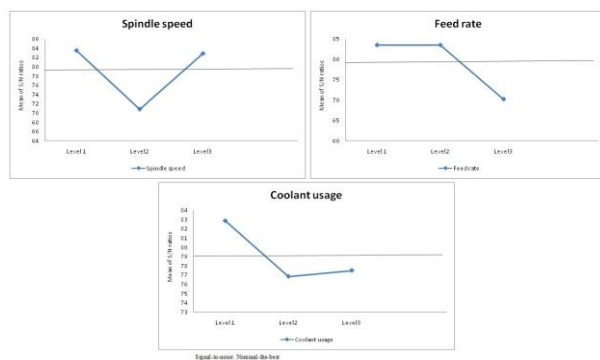 Spindle speed
Mean of S/N ratios
86
84
82
80
78
76
74
72
70
68
66
64
Level1
Level2
Level3
Spindle speed
Feed rate
Mean of S/N ratios
85
80
75
70
65
60
Level 1
Level 2
Level 3
Feed rate
Coolant usage
Mean of S/N ratios
84
83
82
81
80
79
78
77
76
75
74
73
Level1
Level2
Level3
Coolant usage
Signal-to-noise: Nominal-the-best